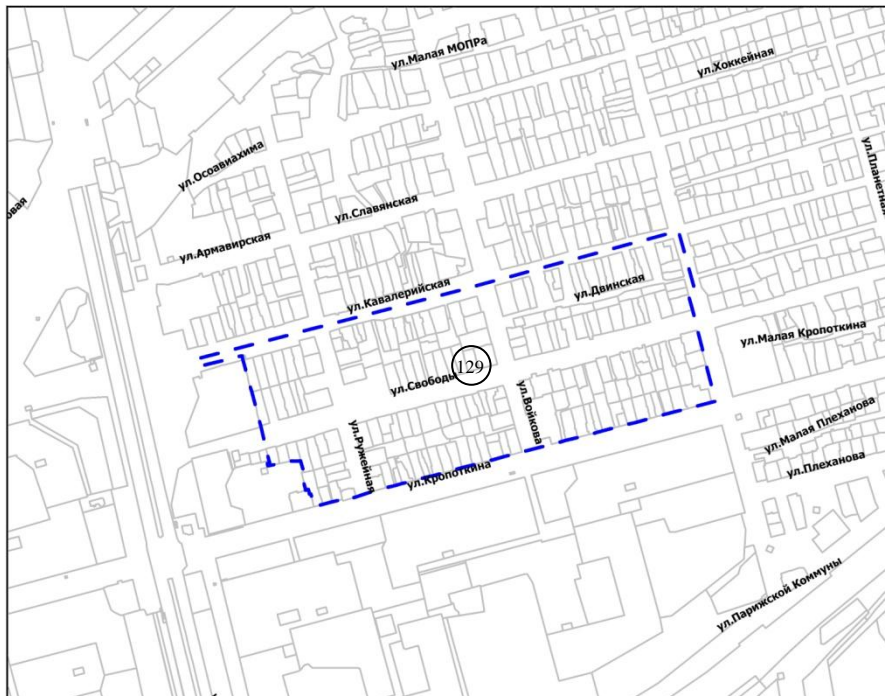 ул.Малая МОПРа
ул.Хоккейная
ул.Осоавиахима
ул.Планетная
овая
ул.Славянская
ул.Армавирская
ул.Кавалерийская
ул.Двинская
ул.Малая Кропоткина
129
ул.Свободы
ул.Войкова
ул.Малая Плеханова
ул.Ружейная
ул.Кропоткина
ул.Плеханова
ул.Парижской Коммуны